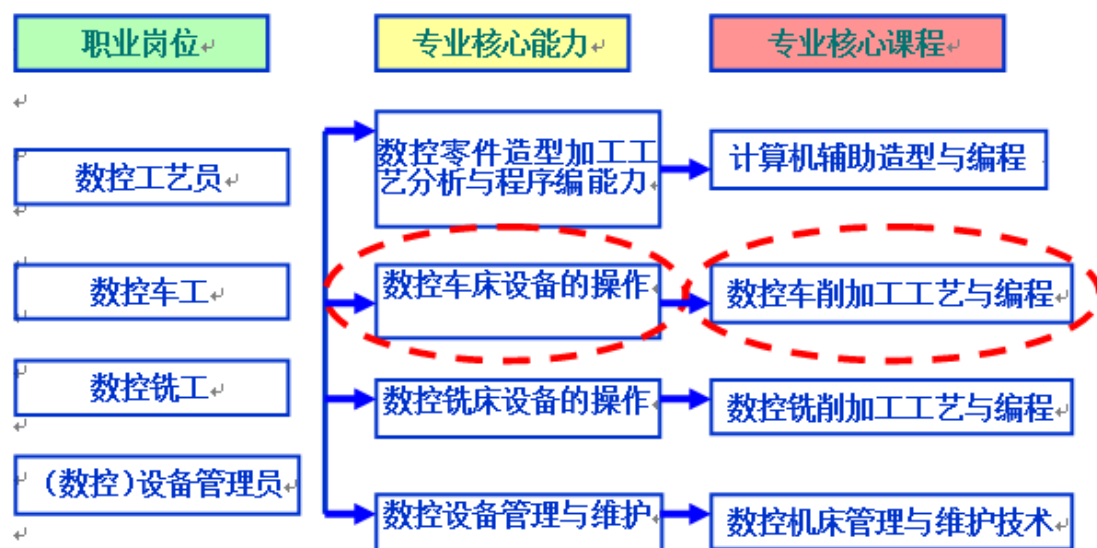 职业岗位
专业核心能力
专业核心课程
数控工艺员
数控车工
数控铣工
（数控）设备管理员
数控零件造型加工工
艺分析与程序编能力
数控车床设备的操作
数控铣床设备的操作
数控设备管理与维护
计算机辅助造型与编程
数控车削加工工艺与编程
数控铣削加工工艺与编程
数控机床管理与维护技术